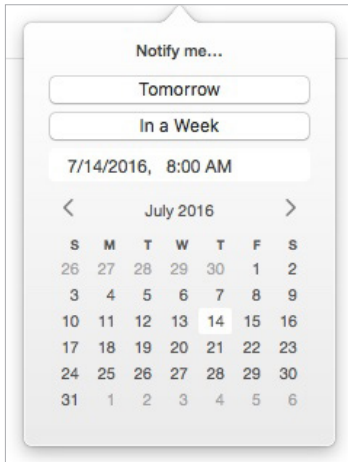 Notify me...
Tomorrow
In a Week
7/14/2016, 8:00 AM
July 2016
S M T W T F S
26 27 28 29 30 1 2
3 4 5 6 7 8 9
10 11 12 13 14 15 16
17 18 19 20 21 22 23
24 25 26 27 28 29 30
31 1 2 3 4 5 6